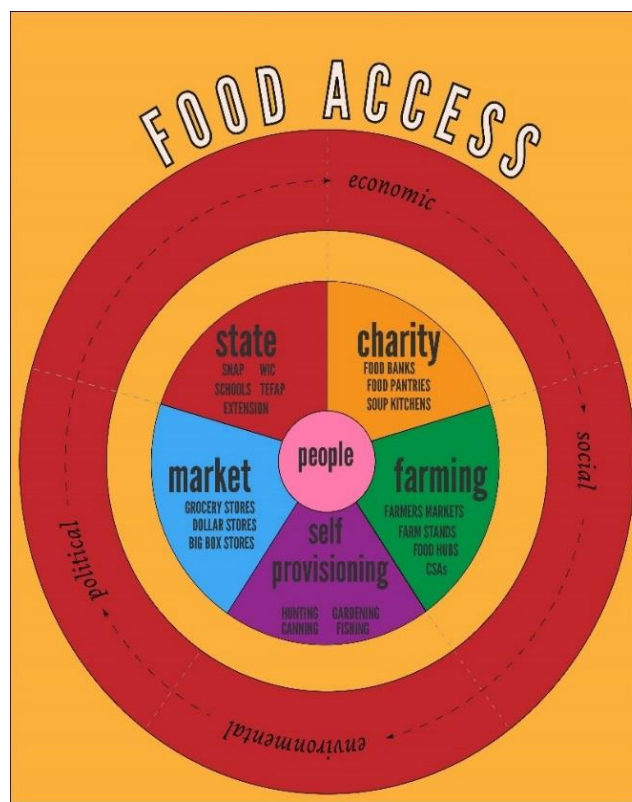 FOOD ACCESS
economic
social
environmental
political
state
SNAP WIC
SCHOOLS TEFAP
EXTENSION
charity
FOOD BANKS
FOOD PANTRIES
SOUP KITCHENS
people
market
GROCERY STORES
DOLLAR STORES
BIG BOX STORES
farming
FARMERS MARKETS
FARM STANDS
FOOD HUBS
CSAs
self
provisioning
HUNTING GARDENING
CANNING FISHING